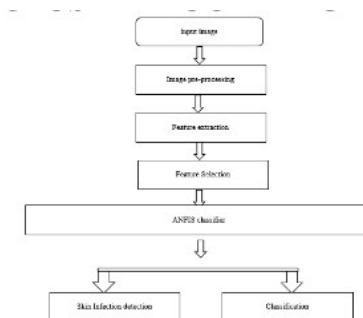 Input Image
Image pre-processing
Feature extraction
Feature Selection
ANFIS classifier
Skin Infection detection
Classification